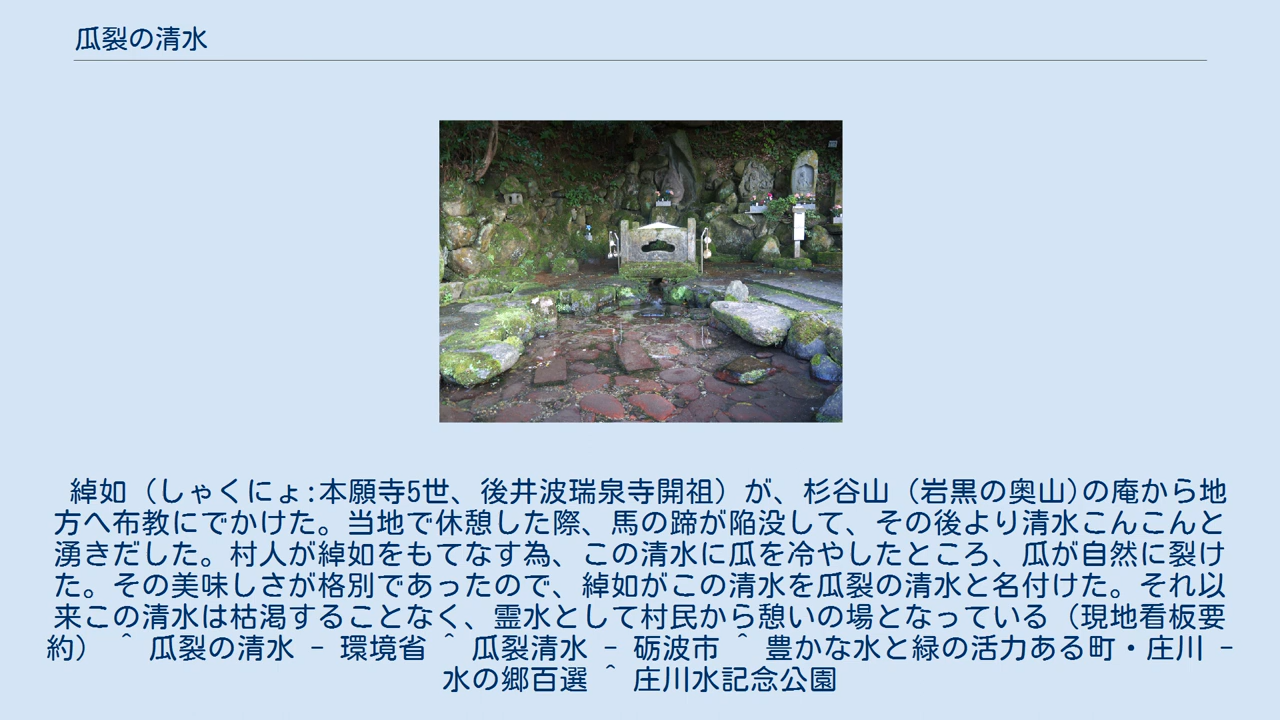 瓜裂の清水
綽如（しゃくにょ:本願寺5世、後井波瑞泉寺開祖）が、杉谷山（岩黒の奥山)の庵から地
方へ布教にでかけた。当地で休憩した際、馬の蹄が陥没して、その後より清水こんこんと
湧きだした。村人が綽如をもてなす為、この清水に瓜を冷やしたところ、瓜が自然に裂け
た。その美味しさが格別であったので、綽如がこの清水を瓜裂の清水と名付けた。それ以
来この清水は枯渇することなく、霊水として村民から憩いの場となっている（現地看板要
約） ^ 瓜裂の清水 - 環境省 ^ 瓜裂清水 - 砺波市 ^ 豊かな水と緑の活力ある町・庄川 -
水の郷百選 ^ 庄川水記念公園